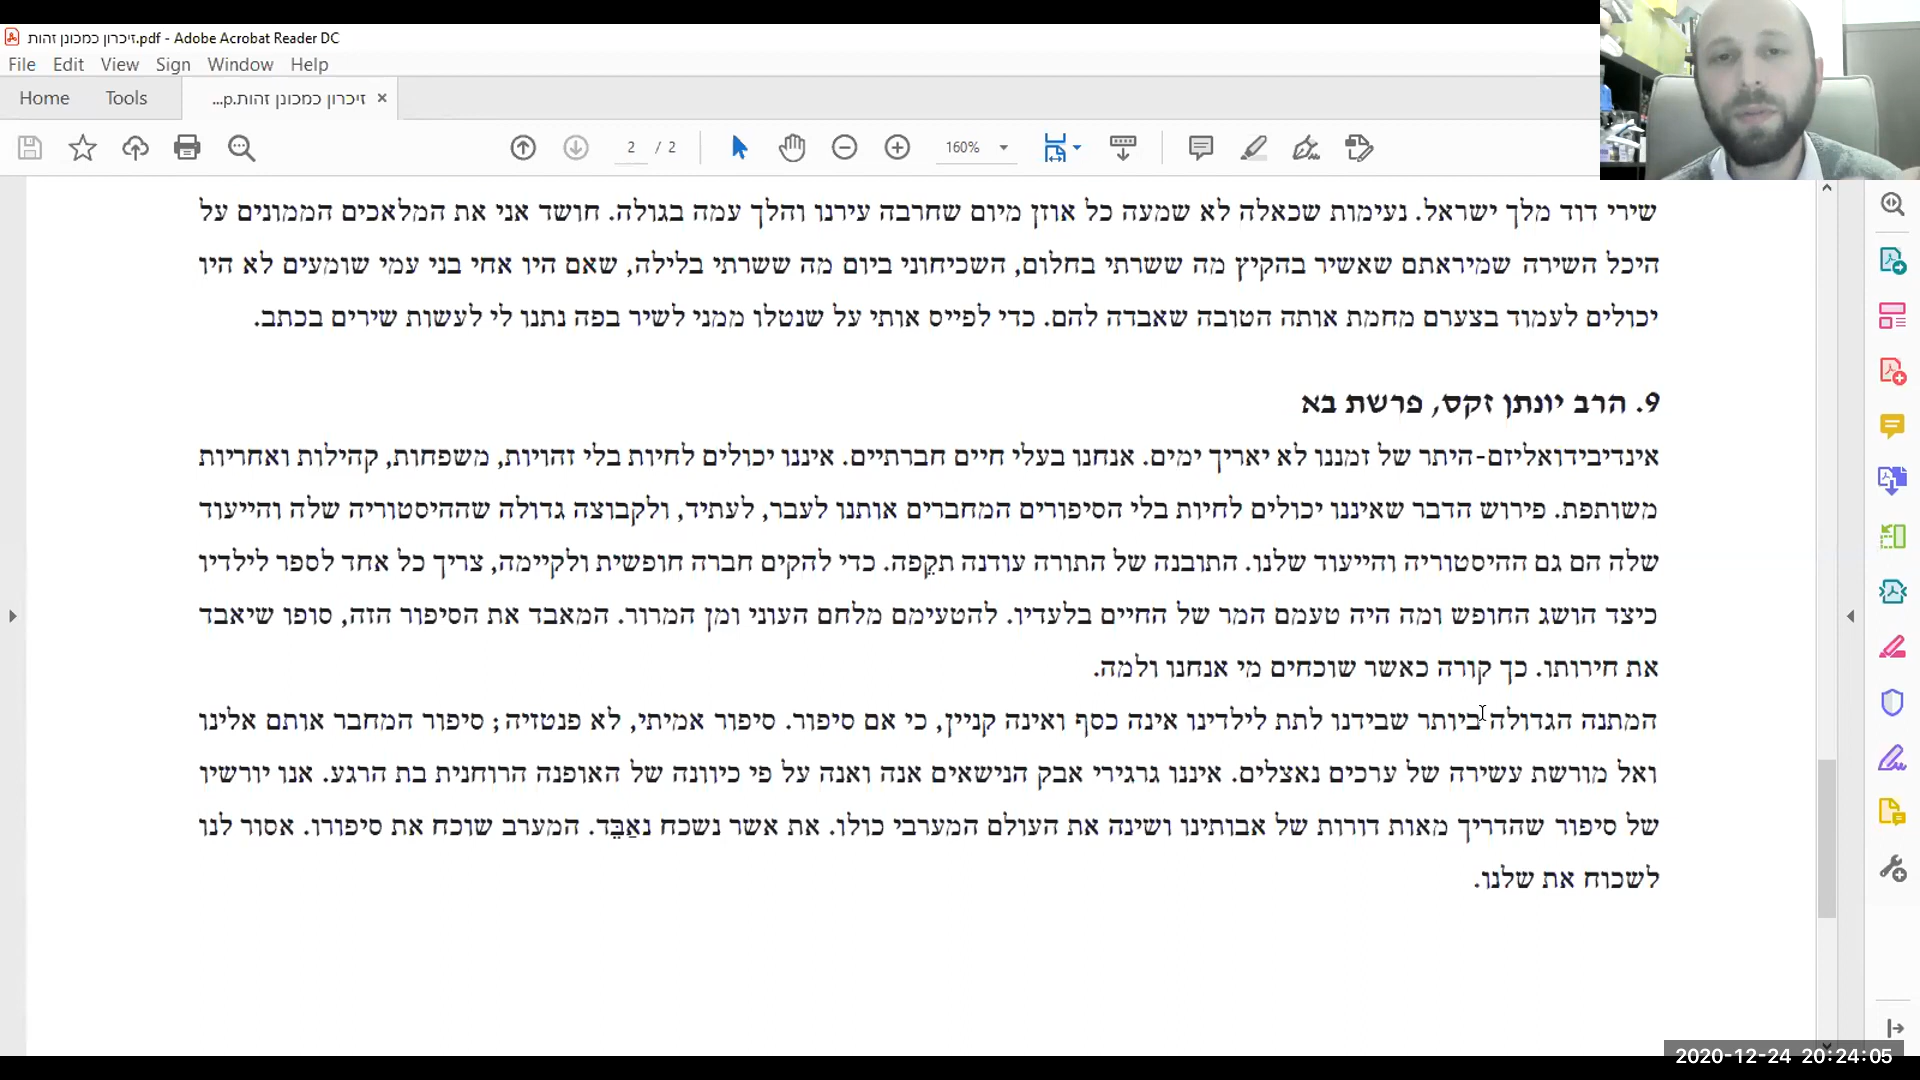 זיכרון כמכונן זהות.pdf - Adobe Acrobat Reader DC
File Edit View Sign Window Help
Home Tools זיכרון כמכונן זהות.p... ×
2 / 2 160%
שירי דוד מלך ישראל. נעימות שכאלה לא שמעה כל אוזן מיום שחרבה עירנו והלך עמה בגולה. חושד אני את המלאכים הממונים על
היכל השירה שמיראתם שאשיר בהקיץ מה ששרתי בחלום, השכיחוני ביום מה ששרתי בלילה, שאם היו אחי בני עמי שומעים לא היו
יכולים לעמוד בצערם מחמת אותה הטובה שאבדה להם. כדי לפייס אותי על שנטלו ממני לשיר בפה נתנו לי לעשות שירים בכתב.
9. הרב יונתן זקס, פרשת בא
אינדיבידואליזם-היתר של זמננו לא יאריך ימים. אנחנו בעלי חיים חברתיים. איננו יכולים לחיות בלי זהויות, משפחות, קהילות ואחריות
משותפת. פירוש הדבר שאיננו יכולים לחיות בלי הסיפורים המחברים אותנו לעבר, לעתיד, ולקבוצה גדולה שההיסטוריה שלה והייעוד
שלה הם גם ההיסטוריה והייעוד שלנו. התובנה של התורה עודנה תקֵפה. כדי להקים חברה חופשית ולקיימה, צריך כל אחד לספר לילדיו
כיצד הושג החופש ומה היה טעמם המר של החיים בלעדיו. להטעימם מלחם העוני ומן המרור. המאבד את הסיפור הזה, סופו שיאבד
את חירותו. כך קורה כאשר שוכחים מי אנחנו ולמה.
המתנה הגדולה ביותר שבידנו לתת לילדינו אינה כסף ואינה קניין, כי אם סיפור. סיפור אמיתי, לא פנטזיה; סיפור המחבר אותם אלינו
ואל מורשת עשירה של ערכים נאצלים. איננו גרגירי אבק הנישאים אנה ואנה על פי כיוונה של האופנה הרוחנית בת הרגע. אנו יורשיו
של סיפור שהדריך מאות דורות של אבותינו ושינה את העולם המערבי כולו. את אשר נשכח נאַבֵּד. המערב שוכח את סיפורו. אסור לנו
לשכוח את שלנו.
2020-12-24 20:24:05